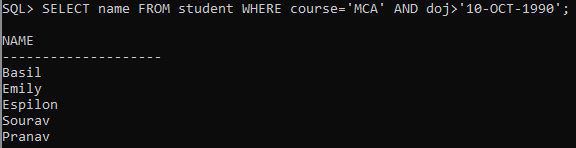 SQL> SELECT name FROM student WHERE course='MCA' AND doj>'10-OCT-1990';
NAME
--------------------
Basil
Emily
Espilon
Sourav
Pranav